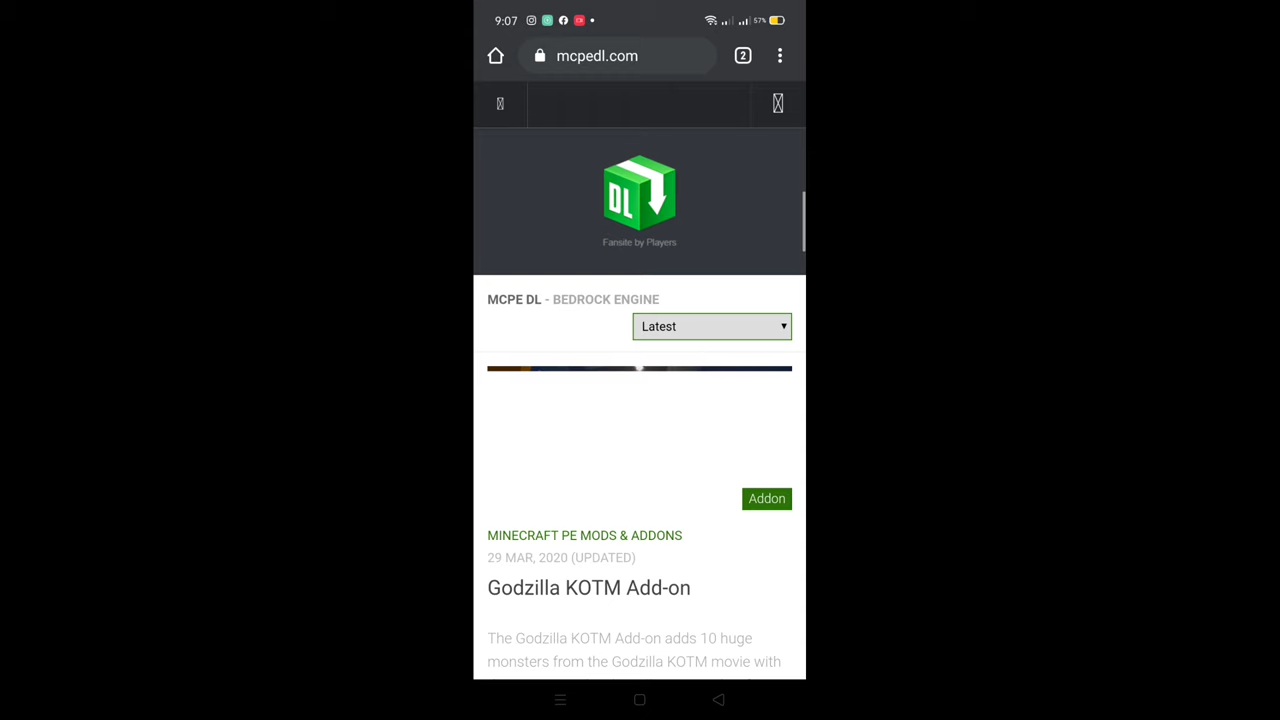 9:07
57%
mcpedl.com
2
DL
Fansite by Players
MCPE DL - BEDROCK ENGINE
Latest
Addon
MINECRAFT PE MODS & ADDONS
29 MAR, 2020 (UPDATED)
Godzilla KOTM Add-on
The Godzilla KOTM Add-on adds 10 huge
monsters from the Godzilla KOTM movie with